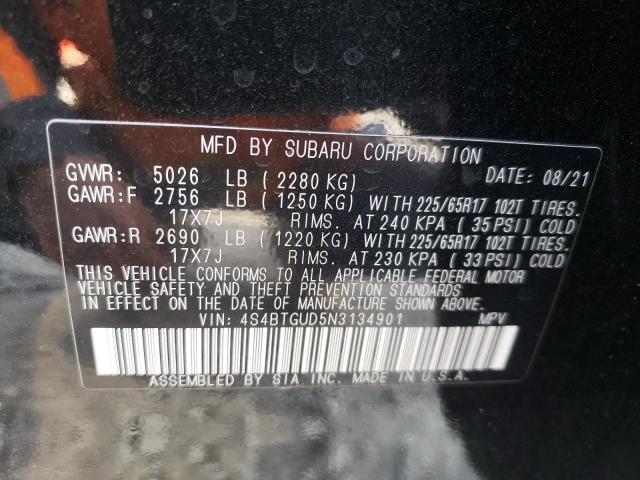 MFD BY SUBARU CORPORATION
GVWR: 5026 LB (2280 KG) DATE: 08/21
GAWR:F 2756 LB (1250 KG) WITH 225/65R17 102T TIRES.
17X7J RIMS. AT 240 KPA (35 PSI) COLD
GAWR:R 2690 LB (1220 KG) WITH 225/65R17 102T TIRES.
17X7J RIMS. AT 230 KPA (33 PSI) COLD
THIS VEHICLE CONFORMS TO ALL APPLICABLE FEDERAL MOTOR
VEHICLE SAFETY AND THEFT PREVENTION STANDARDS
IN EFFECT ON THE DATE OF MANUFACTURE SHOWN ABOVE.
VIN: 4S4BTGUD5N3134901 MPV
ASSEMBLED BY SIA INC. MADE IN U.S.A.